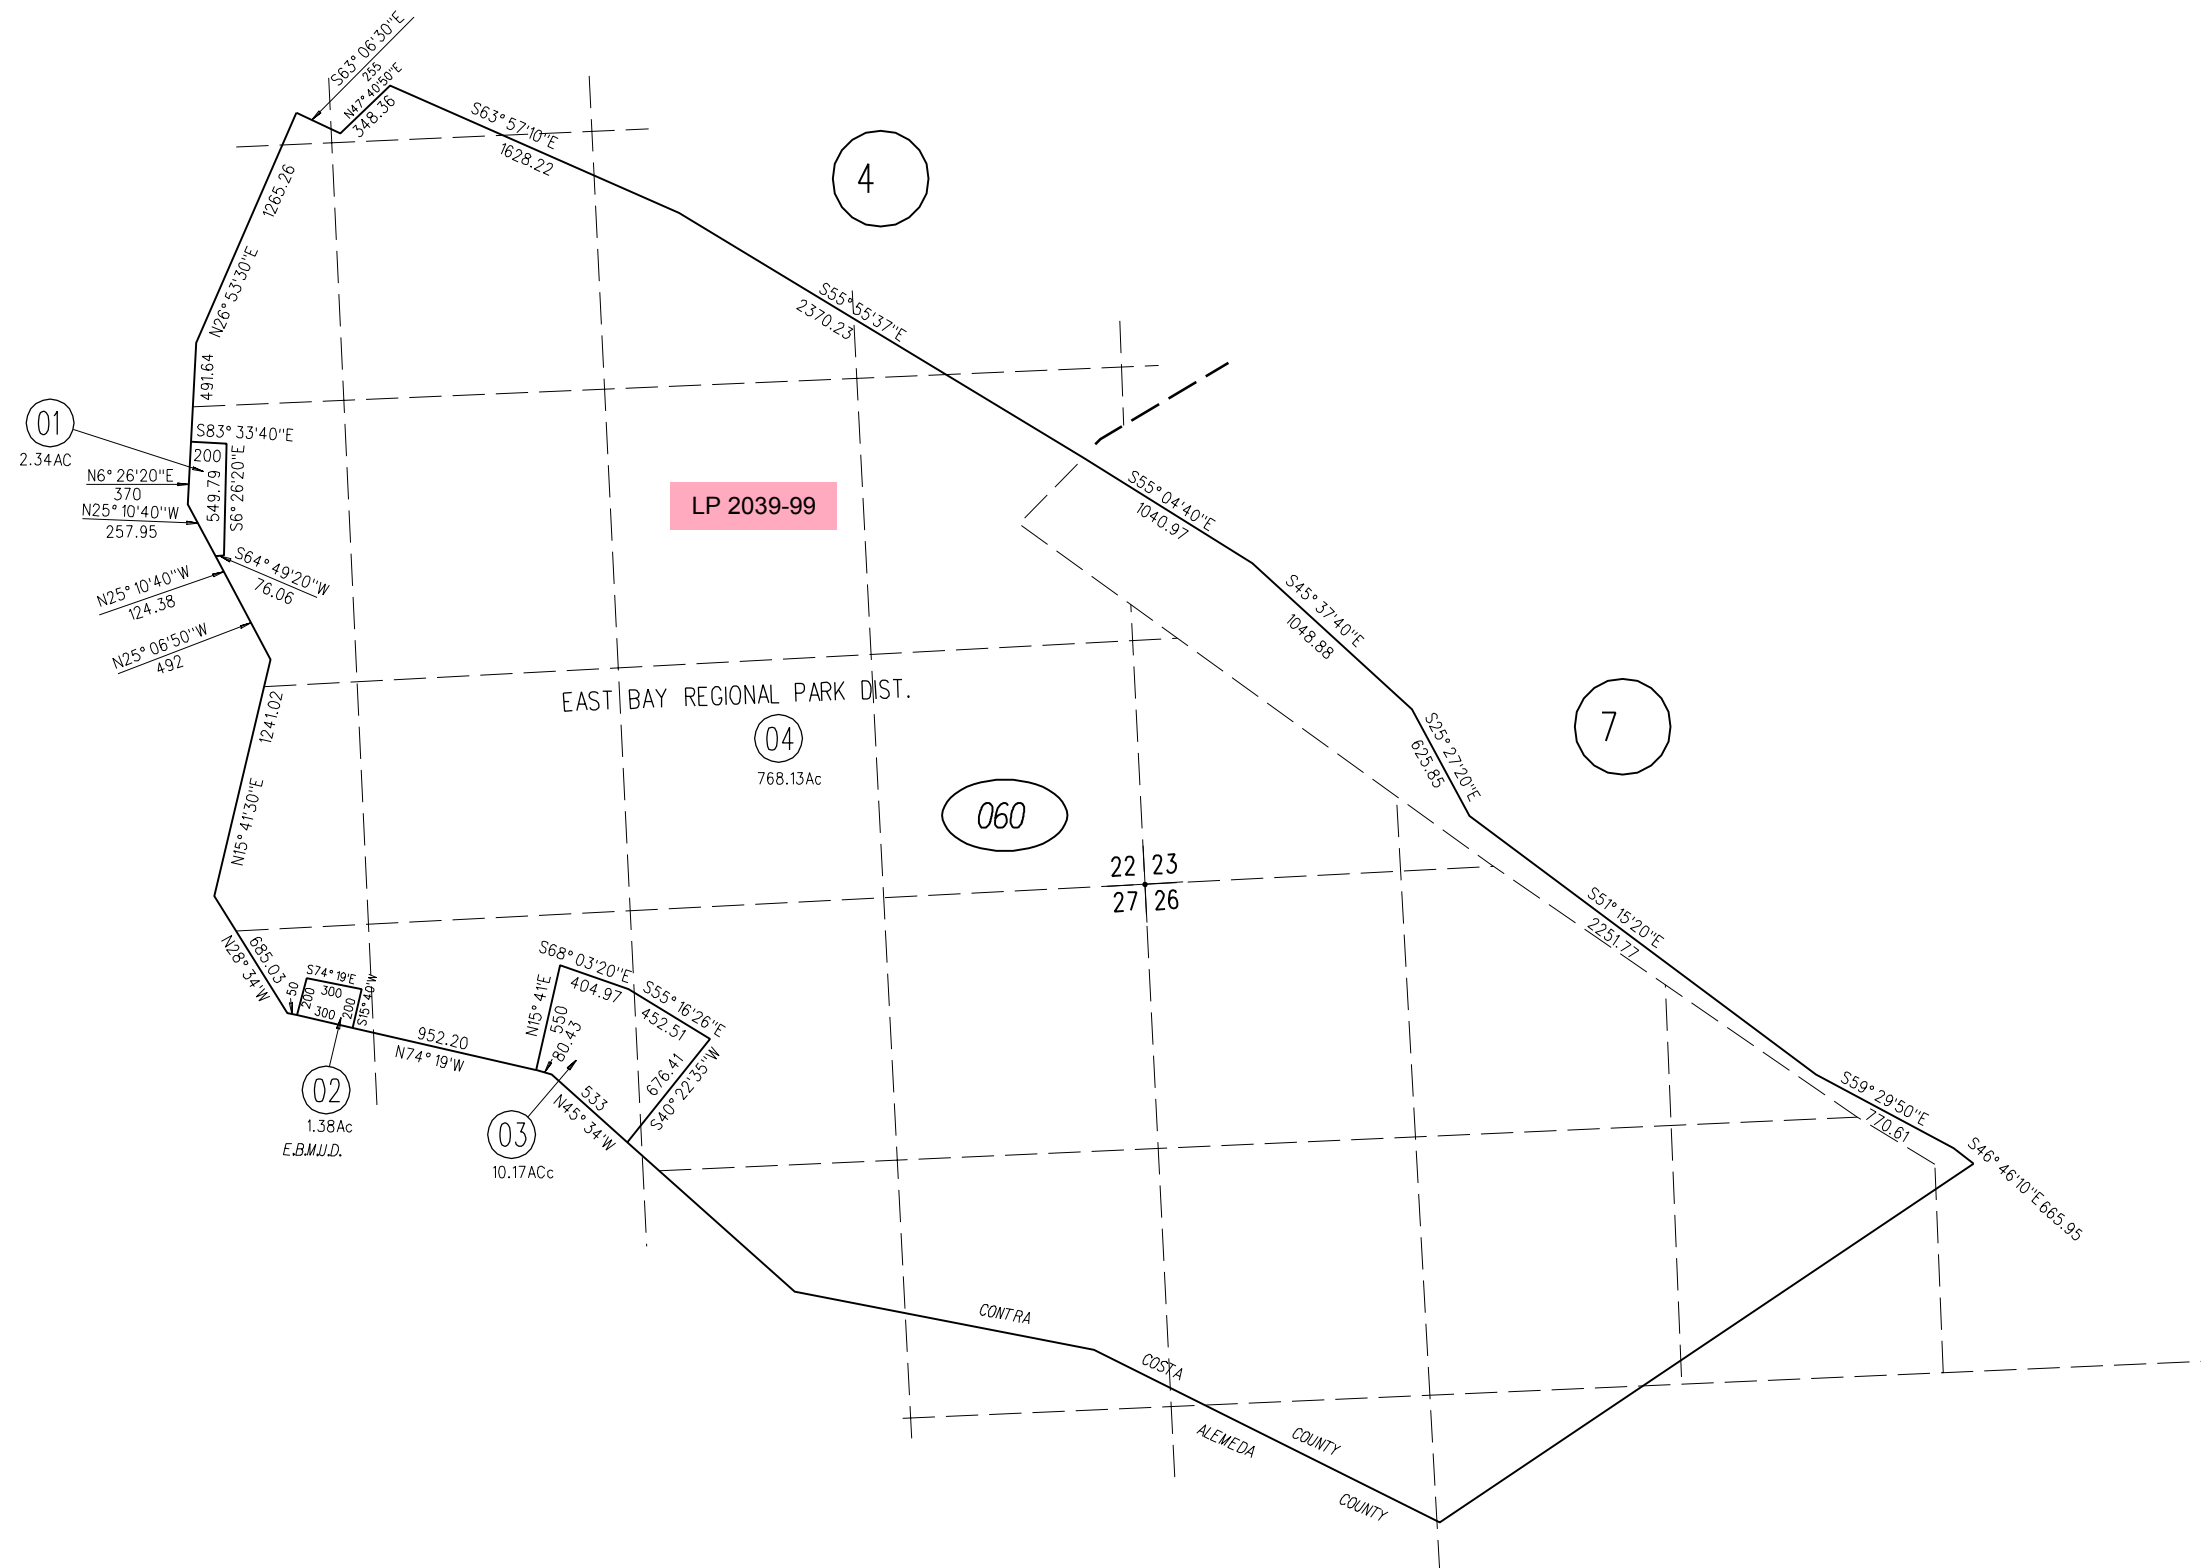 S63° 06'30"E
255
N47° 40'50"E
348.36
S63° 57'10"E
1628.22
4
1265.26
N26° 53'30"E
S55° 55'37"E
2370.23
491.64
01
2.34AC
S83° 33'40"E
200
549.79
S6° 26'20"E
N6° 26'20"E
370
N25° 10'40"W
257.95
LP 2039-99
S55° 04'40"E
1040.97
S64° 49'20"W
76.06
N25° 10'40"W
124.38
N25° 06'50"W
492
S45° 37'40"E
1048.88
EAST BAY REGIONAL PARK DIST.
04
768.13Ac
7
1241.02
N15° 41'30"E
S25° 27'20"E
625.85
060
22 23
27 26
S51° 15'20"E
2251.77
685.03
N28° 34'W
50
S74° 19'E
300
200
300
200
S15° 40'W
02
1.38Ac
E.B.M.U.D.
952.20
N74° 19'W
S68° 03'20"E
404.97
N15° 41'E
550
80.43
S55° 16'26"E
452.51
676.41
S40° 22'35"W
533
N45° 34'W
03
10.17ACc
S59° 29'50"E
770.61
S46° 46'10"E 665.95
CONTRA
COSTA
COUNTY
ALEMEDA
COUNTY